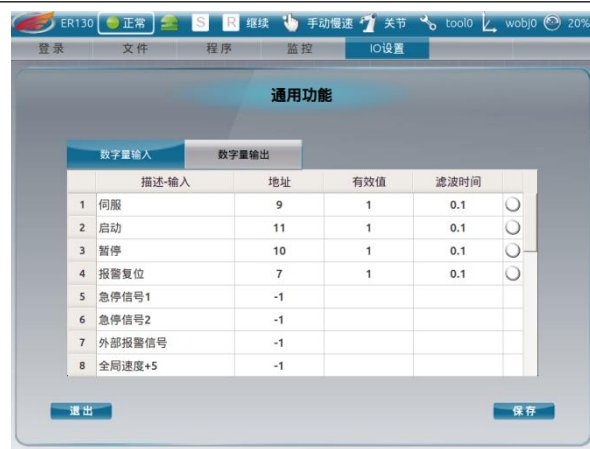 ER130 正常 S R 继续 手动慢速 关节 tool0 wobj0 20%
登录 文件 程序 监控 IO设置
通用功能
数字量输入 数字量输出
描述-输入 地址 有效值 滤波时间
1 伺服 9 1 0.1
2 启动 11 1 0.1
3 暂停 10 1 0.1
4 报警复位 7 1 0.1
5 急停信号1 -1
6 急停信号2 -1
7 外部报警信号 -1
8 全局速度+5 -1
退出 保存